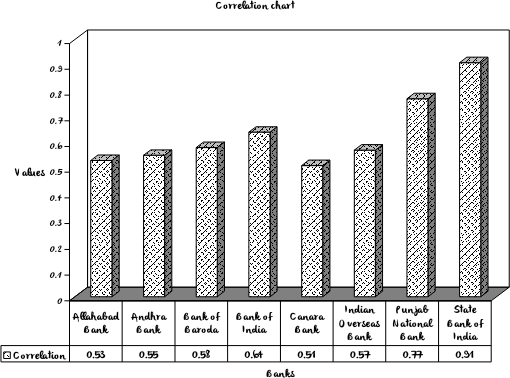 Correlation chart
1
0.9
0.8
0.7
0.6
0.5
0.4
0.3
0.2
0.1
0
Values
Allahabad Bank
Andhra Bank
Bank of Baroda
Bank of India
Canara Bank
Indian Overseas Bank
Punjab National Bank
State Bank of India
Correlation 0.53 0.55 0.58 0.64 0.51 0.57 0.77 0.91
Banks